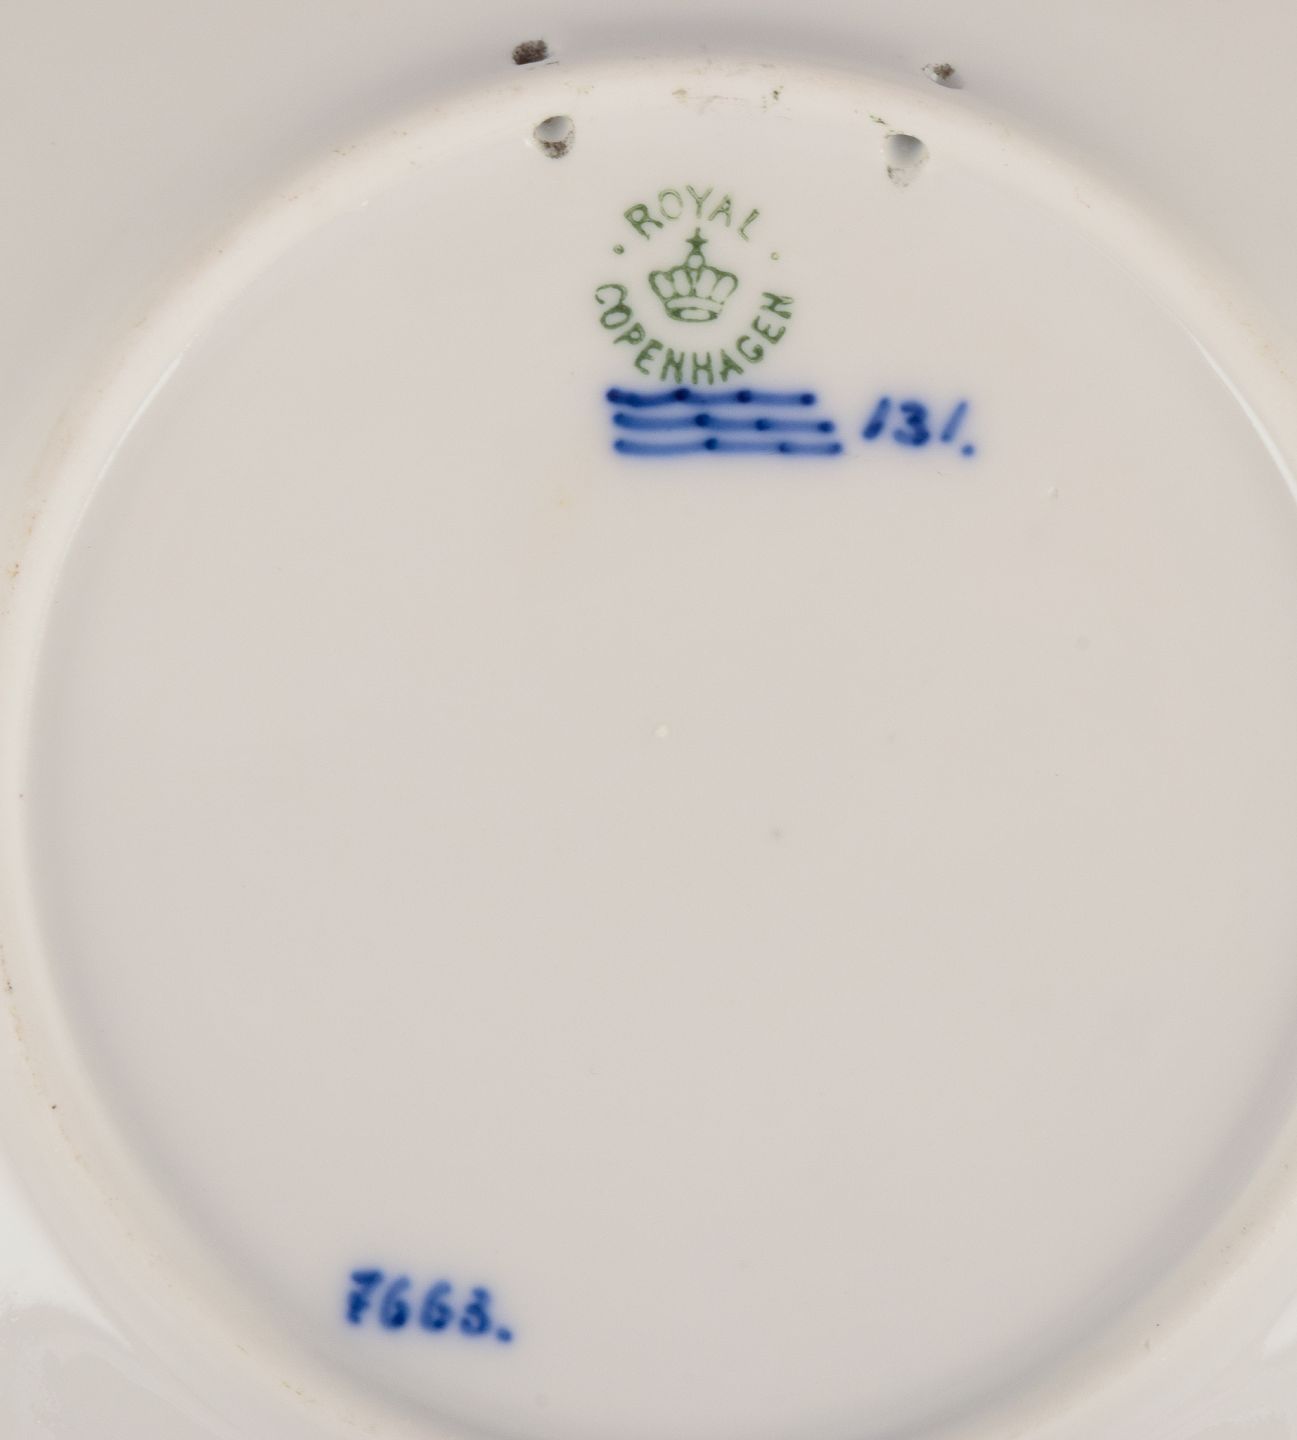 ROYAL
COPENHAGEN
131.
7663.